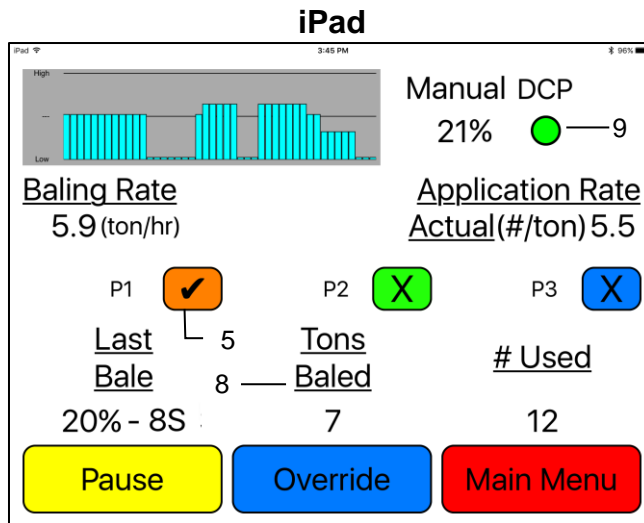 iPad
iPad 3:45 PM 96%
High
Manual DCP
—
21% 9
Low
Baling Rate Application Rate
5.9 (ton/hr) Actual (#/ton) 5.5
P1 ✔ P2 X P3 X
Last 5 Tons # Used
Bale 8 Baled
20% - 8S 7 12
Pause Override Main Menu